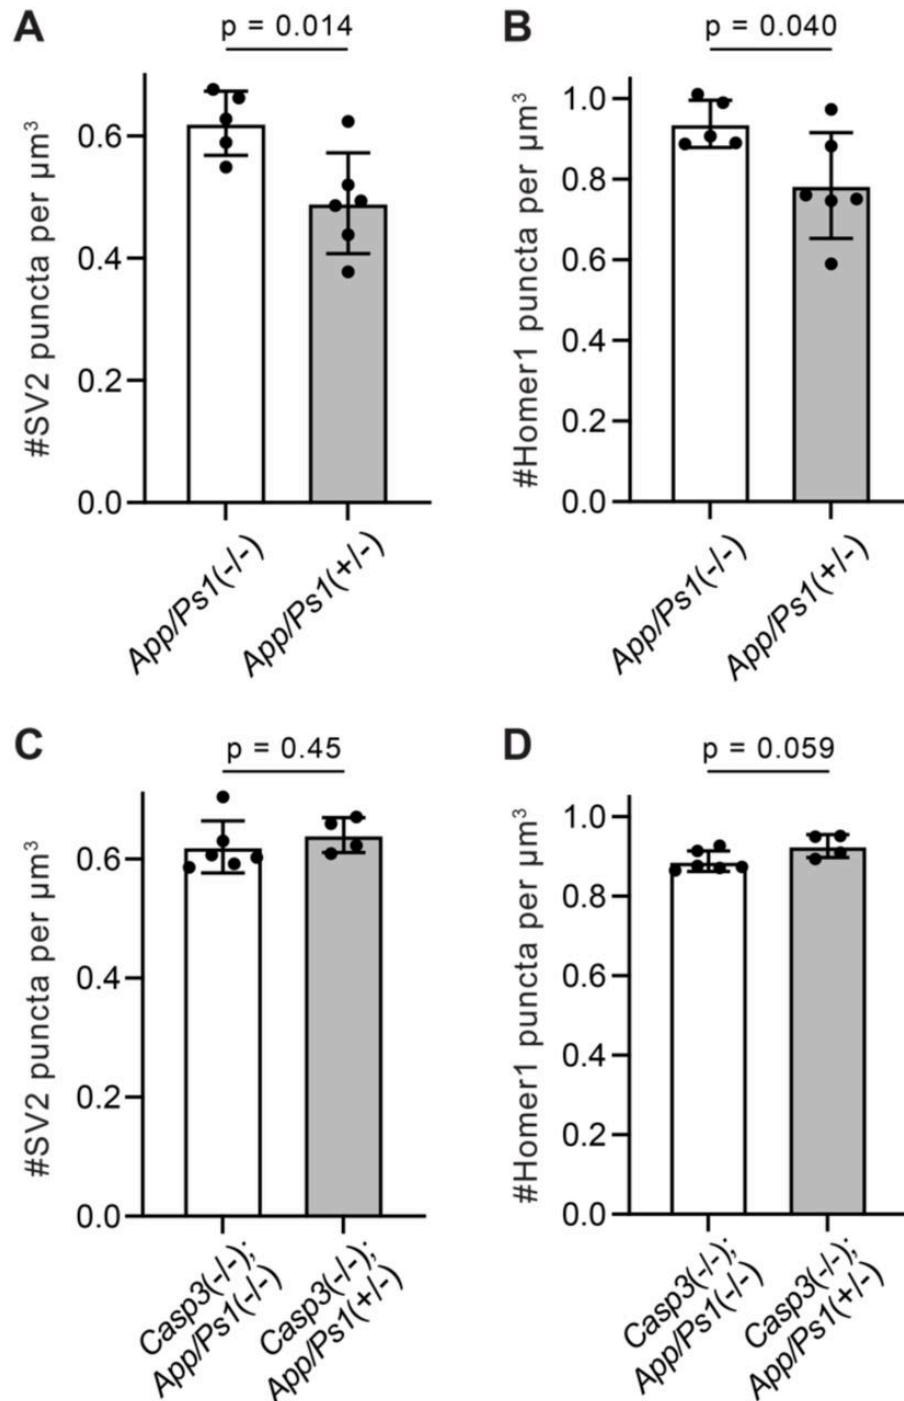 A
p = 0.014
#SV2 puncta per µm³
0.6
0.4
0.2
0.0
App/Ps1(-/-)
App/Ps1(+/-)
B
p = 0.040
#Homer1 puncta per µm³
1.0
0.8
0.6
0.4
0.2
0.0
App/Ps1(-/-)
App/Ps1(+/-)
C
p = 0.45
#SV2 puncta per µm³
0.6
0.4
0.2
0.0
Casp3(-/-);
App/Ps1(-/-)
Casp3(-/-);
App/Ps1(+/-)
D
p = 0.059
#Homer1 puncta per µm³
1.0
0.8
0.6
0.4
0.2
0.0
Casp3(-/-);
App/Ps1(-/-)
Casp3(-/-);
App/Ps1(+/-)